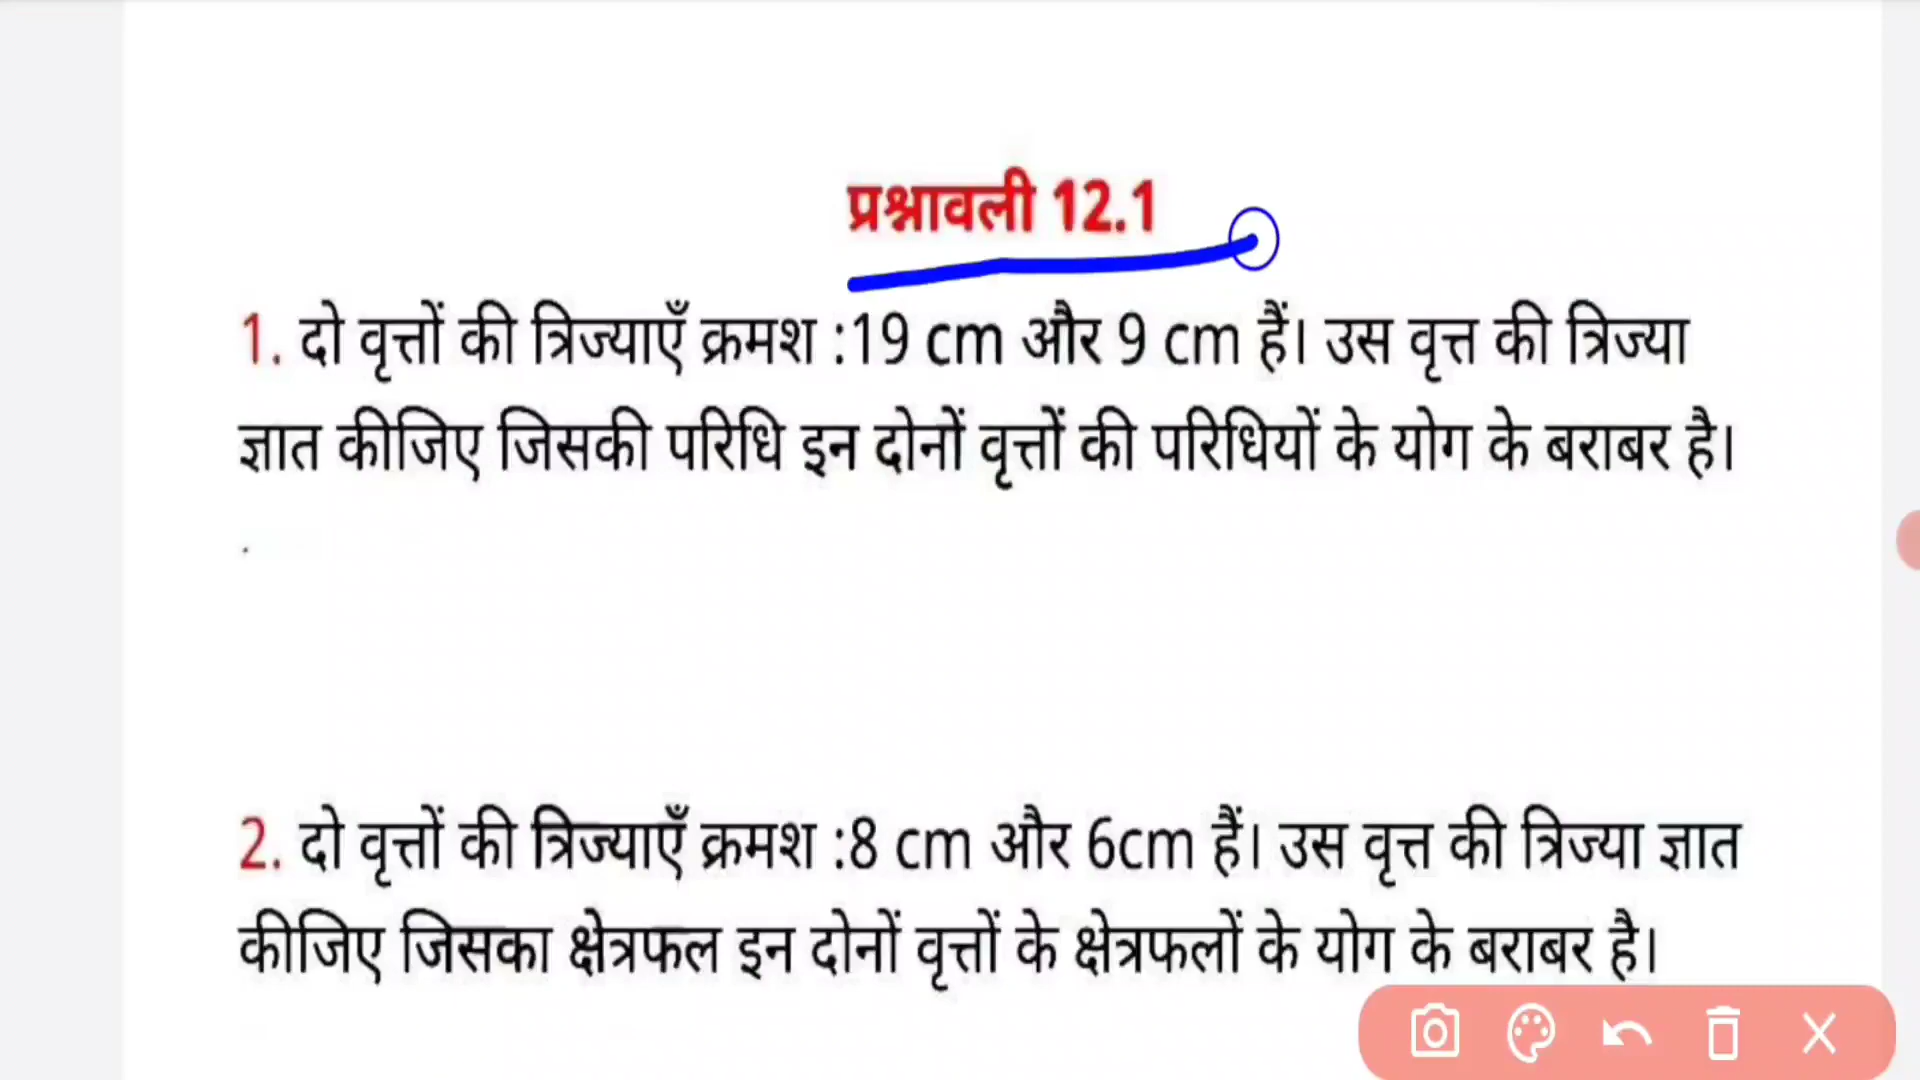 प्रश्नावली 12.1
1. दो वृत्तों की त्रिज्याएँ क्रमश :19 cm और 9 cm हैं। उस वृत्त की त्रिज्या
ज्ञात कीजिए जिसकी परिधि इन दोनों वृत्तों की परिधियों के योग के बराबर है।
2. दो वृत्तों की त्रिज्याएँ क्रमश :8 cm और 6cm हैं। उस वृत्त की त्रिज्या ज्ञात
कीजिए जिसका क्षेत्रफल इन दोनों वृत्तों के क्षेत्रफलों के योग के बराबर है।